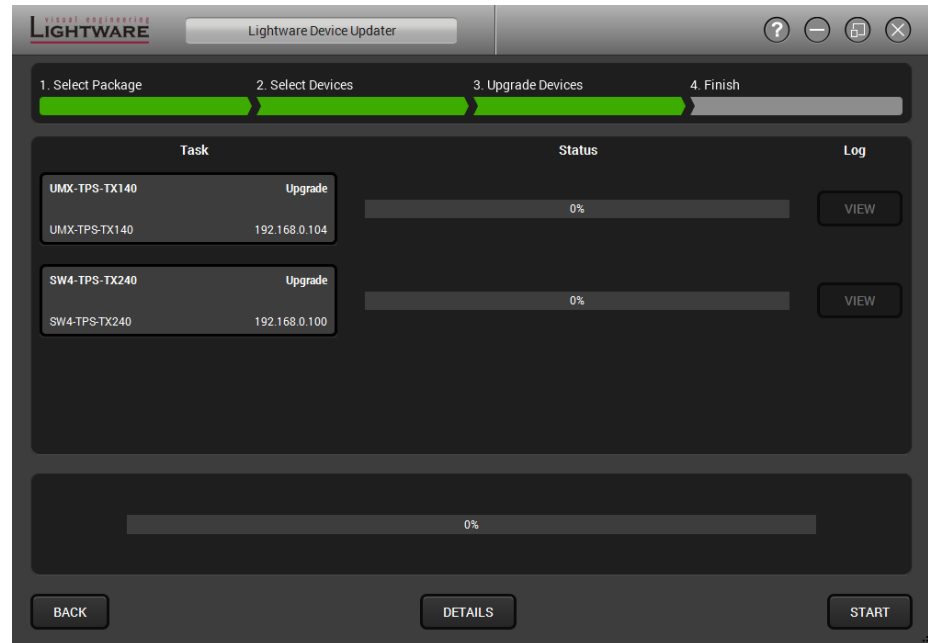 visual engineering
LIGHTWARE
Lightware Device Updater
?
1. Select Package 2. Select Devices 3. Upgrade Devices 4. Finish
Task Status Log
UMX-TPS-TX140 Upgrade
0% VIEW
UMX-TPS-TX140 192.168.0.104
SW4-TPS-TX240 Upgrade
0% VIEW
SW4-TPS-TX240 192.168.0.100
0%
BACK DETAILS START